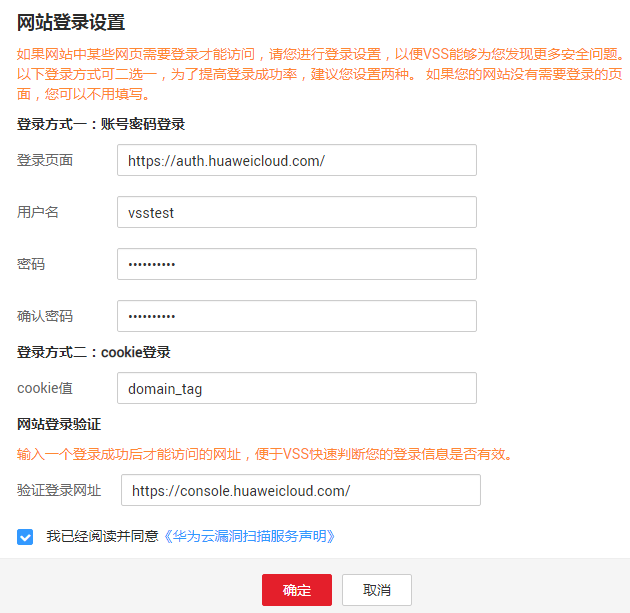 网站登录设置
如果网站中某些网页需要登录才能访问，请您进行登录设置，以便VSS能够为您发现更多安全问题。
以下登录方式可二选一，为了提高登录成功率，建议您设置两种。 如果您的网站没有需要登录的页
面，您可以不用填写。
登录方式一：账号密码登录
登录页面 https://auth.huaweicloud.com/
用户名 vsstest
密码 ••••••••••
确认密码 ••••••••••
登录方式二：cookie登录
cookie值 domain_tag
网站登录验证
输入一个登录成功后才能访问的网址，便于VSS快速判断您的登录信息是否有效。
验证登录网址 https://console.huaweicloud.com/
我已经阅读并同意《华为云漏洞扫描服务声明》
确定 取消